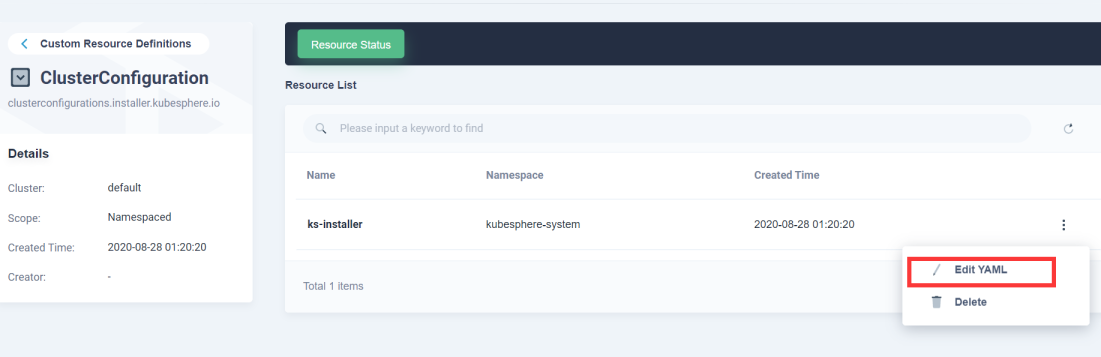 Custom Resource Definitions
ClusterConfiguration
clusterconfigurations.installer.kubesphere.io
Details
Cluster: default
Scope: Namespaced
Created Time: 2020-08-28 01:20:20
Creator: -
Resource Status
Resource List
Please input a keyword to find
Name Namespace Created Time
ks-installer kubesphere-system 2020-08-28 01:20:20
Edit YAML
Delete
Total 1 items